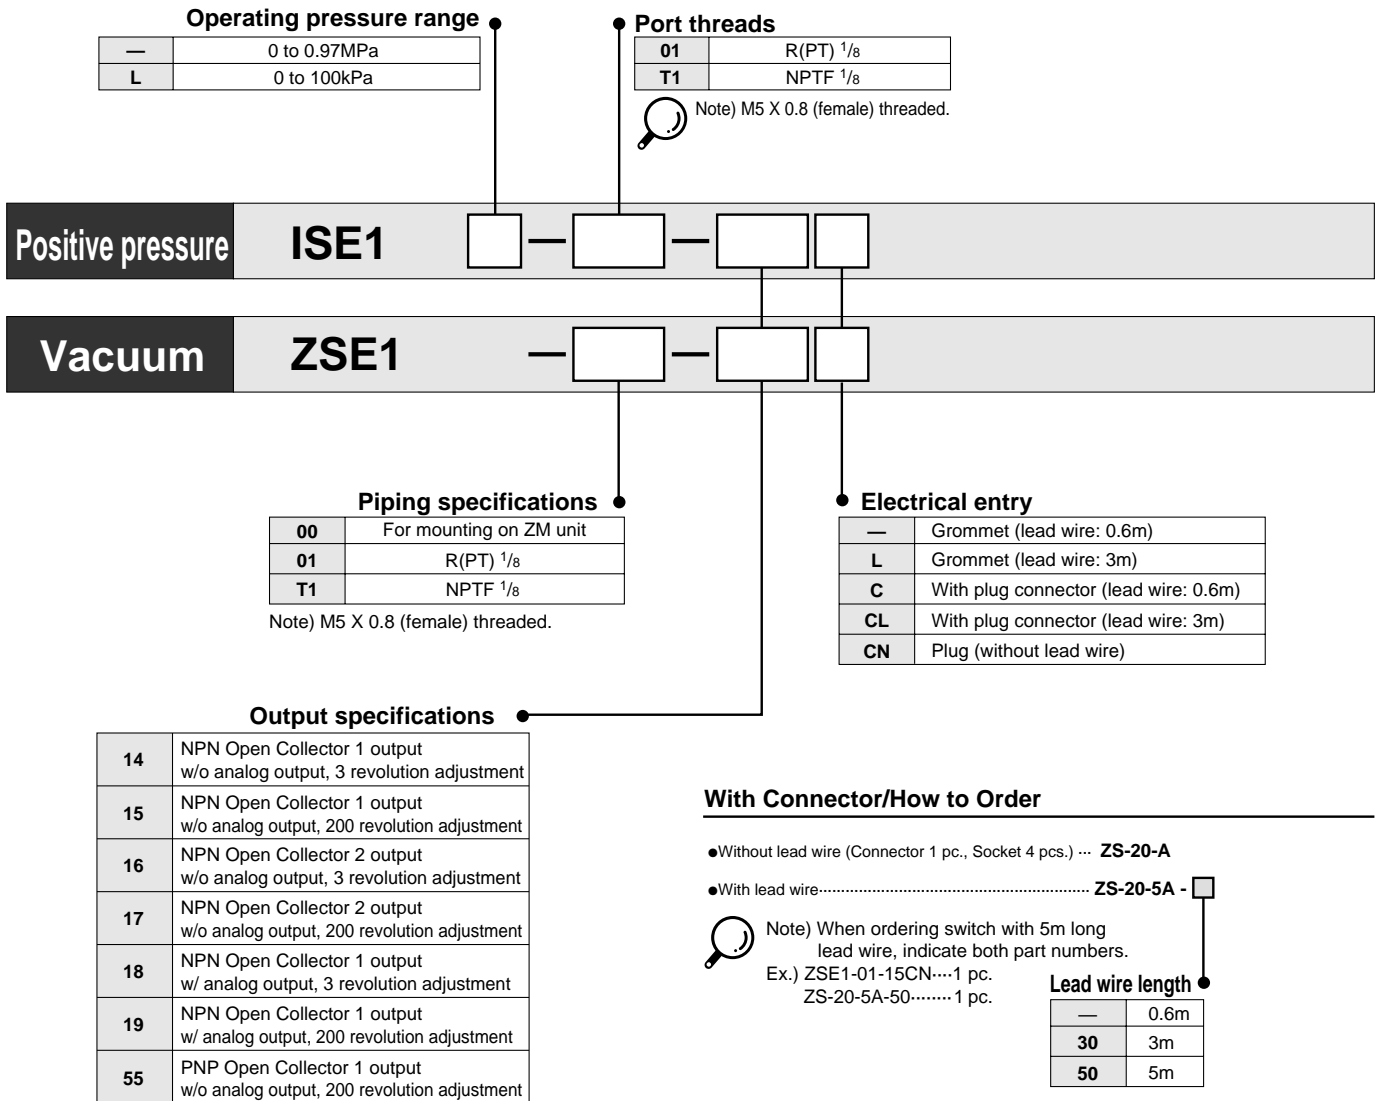 Operating pressure range
— 0 to 0.97MPa
L 0 to 100kPa
Port threads
01 R(PT) 1/8
T1 NPTF 1/8
Note) M5 X 0.8 (female) threaded.
Positive pressure ISE1 — —
Vacuum ZSE1 — —
Piping specifications
00 For mounting on ZM unit
01 R(PT) 1/8
T1 NPTF 1/8
Note) M5 X 0.8 (female) threaded.
Electrical entry
— Grommet (lead wire: 0.6m)
L Grommet (lead wire: 3m)
C With plug connector (lead wire: 0.6m)
CL With plug connector (lead wire: 3m)
CN Plug (without lead wire)
Output specifications
14 NPN Open Collector 1 output
w/o analog output, 3 revolution adjustment
15 NPN Open Collector 1 output
w/o analog output, 200 revolution adjustment
16 NPN Open Collector 2 output
w/o analog output, 3 revolution adjustment
17 NPN Open Collector 2 output
w/o analog output, 200 revolution adjustment
18 NPN Open Collector 1 output
w/ analog output, 3 revolution adjustment
19 NPN Open Collector 1 output
w/ analog output, 200 revolution adjustment
55 PNP Open Collector 1 output
w/o analog output, 200 revolution adjustment
With Connector/How to Order
●Without lead wire (Connector 1 pc., Socket 4 pcs.) ··· ZS-20-A
●With lead wire····························································· ZS-20-5A -
Note) When ordering switch with 5m long
lead wire, indicate both part numbers.
Ex.) ZSE1-01-15CN····1 pc.
ZS-20-5A-50········1 pc.
Lead wire length
— 0.6m
30 3m
50 5m